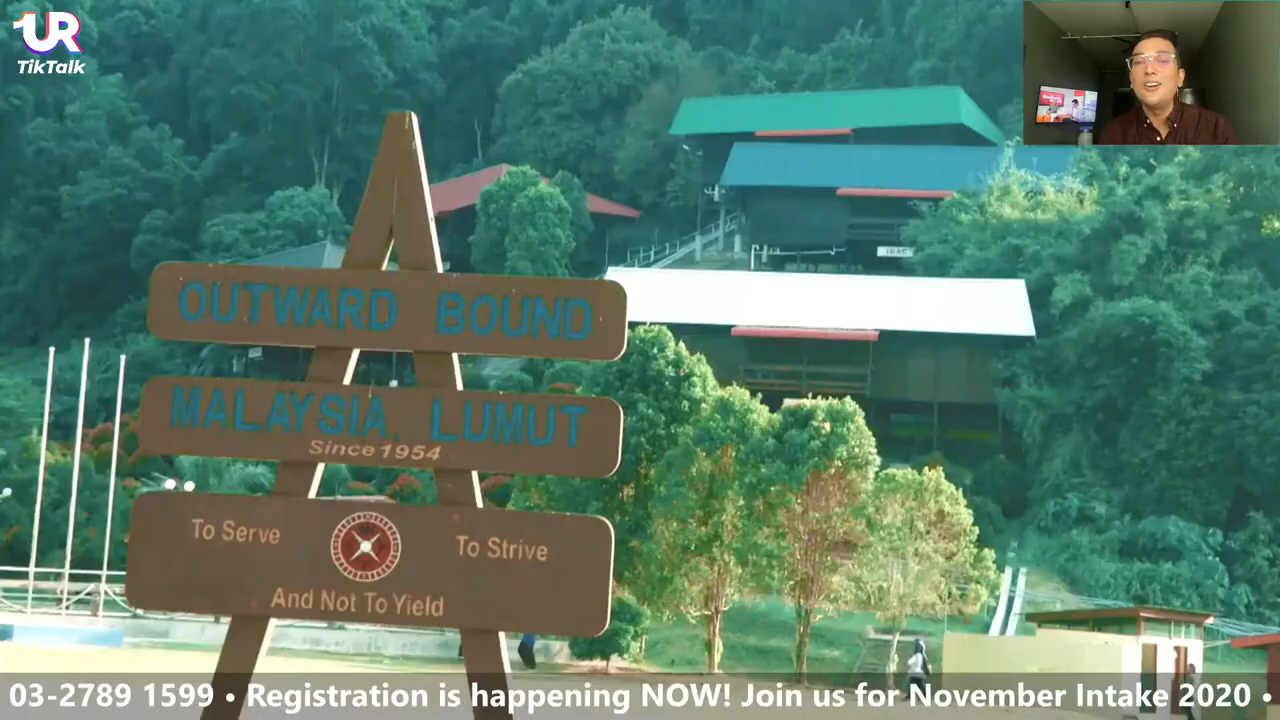 UR
TikTalk
OUTWARD BOUND
MALAYSIA LUMUT
Since 1954
To Serve
To Strive
And Not To Yield
03-2789 1599 • Registration is happening NOW! Join us for November Intake 2020 •